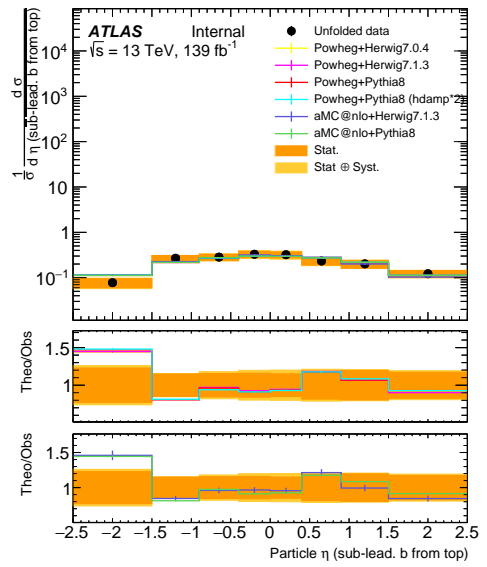 ATLAS Internal
√s = 13 TeV, 139 fb⁻¹
Unfolded data
Powheg+Herwig7.0.4
Powheg+Herwig7.1.3
Powheg+Pythia8
Powheg+Pythia8 (hdamp*2)
aMC@nlo+Herwig7.1.3
aMC@nlo+Pythia8
Stat.
Stat ⊕ Syst.
1/σ d σ / d η (sub-lead. b from top)
10⁴
10³
10²
10
1
10⁻¹
Theo/Obs
1.5
1
Theo/Obs
1.5
1
−2.5 −2 −1.5 −1 −0.5 0 0.5 1 1.5 2 2.5
Particle η (sub-lead. b from top)